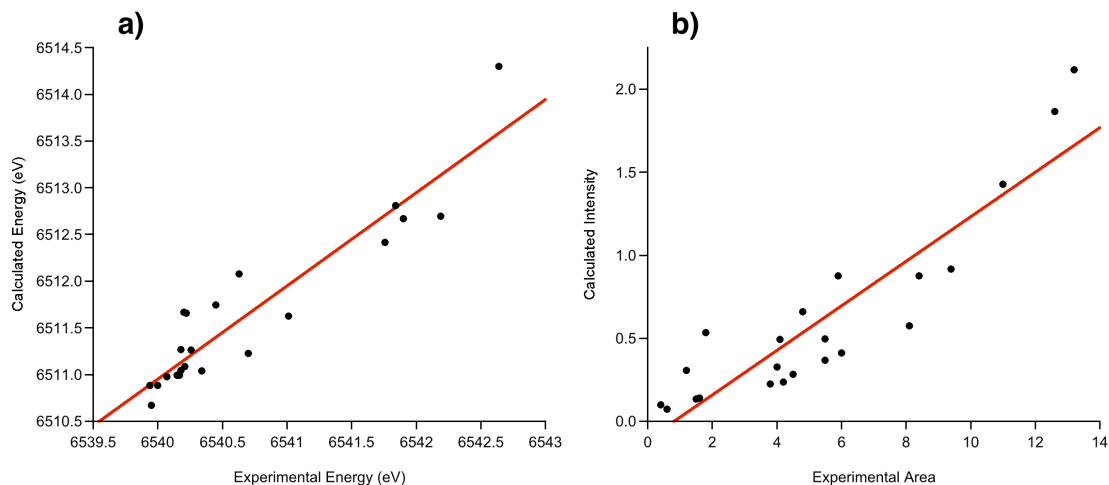 a)
6514.5
6514.0
6513.5
6513.0
6512.5
6512.0
6511.5
6511.0
6510.5
Calculated Energy (eV)
6539.5 6540 6540.5 6541 6541.5 6542 6542.5 6543
Experimental Energy (eV)
b)
2.0
1.5
1.0
0.5
0.0
Calculated Intensity
0 2 4 6 8 10 12 14
Experimental Area